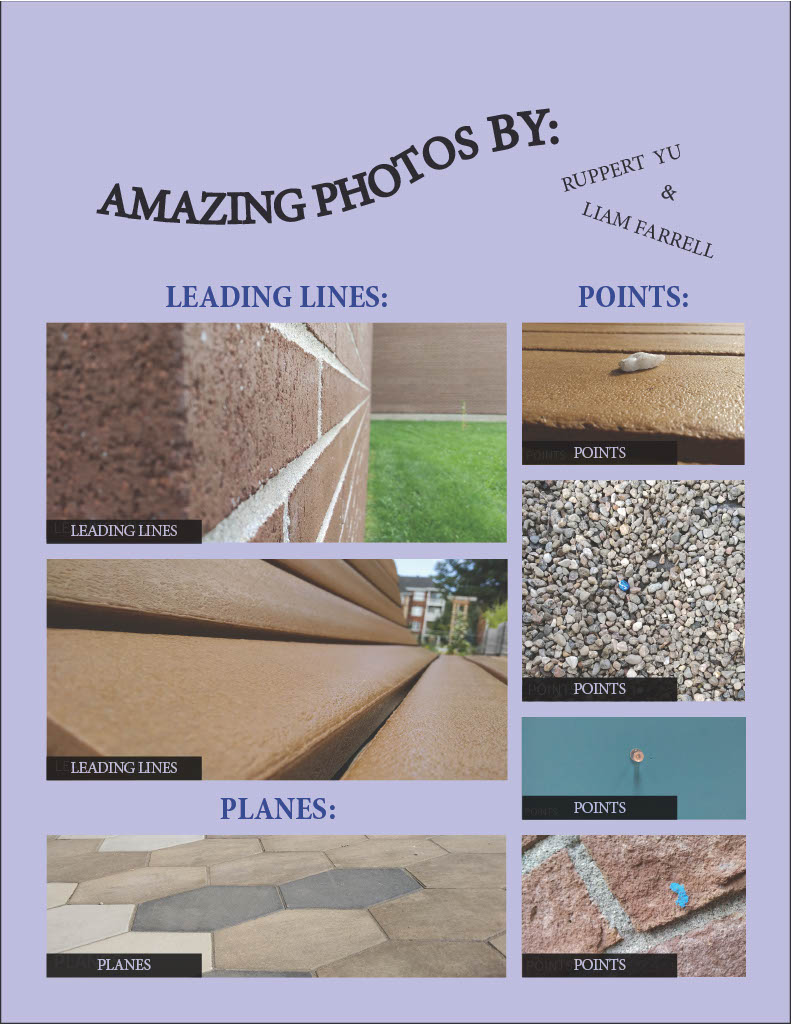 AMAZING PHOTOS BY:
RUPPERT YU
&
LIAM FARRELL
LEADING LINES:
POINTS:
LEADING LINES
POINTS
LEADING LINES
POINTS
PLANES:
POINTS
PLANES
POINTS